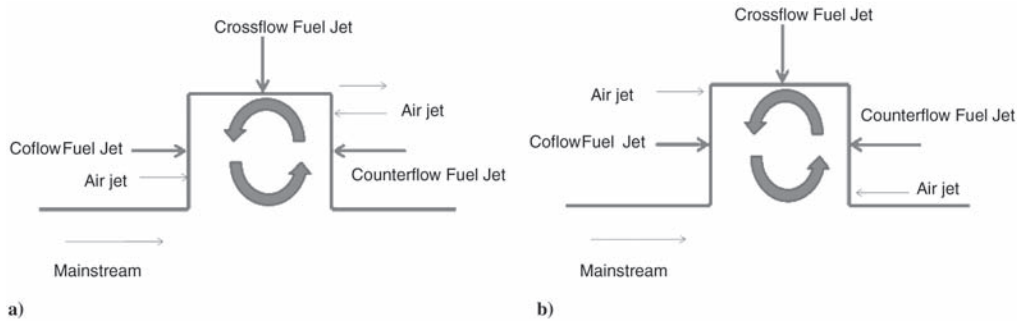 Crossflow Fuel Jet
Air jet
CoflowFuel Jet
Air jet
Counterflow Fuel Jet
Mainstream
a)
Crossflow Fuel Jet
Air jet
Counterflow Fuel Jet
CoflowFuel Jet
Air jet
Mainstream
b)